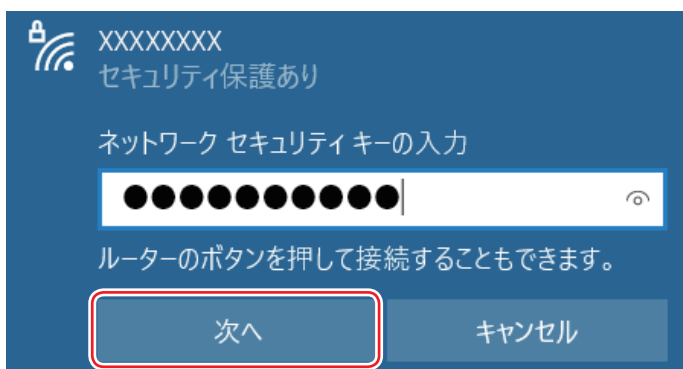 XXXXXXXX
セキュリティ保護あり
ネットワーク セキュリティ キーの入力
●●●●●●●●●●
ルーターのボタンを押して接続することもできます。
次へ
キャンセル